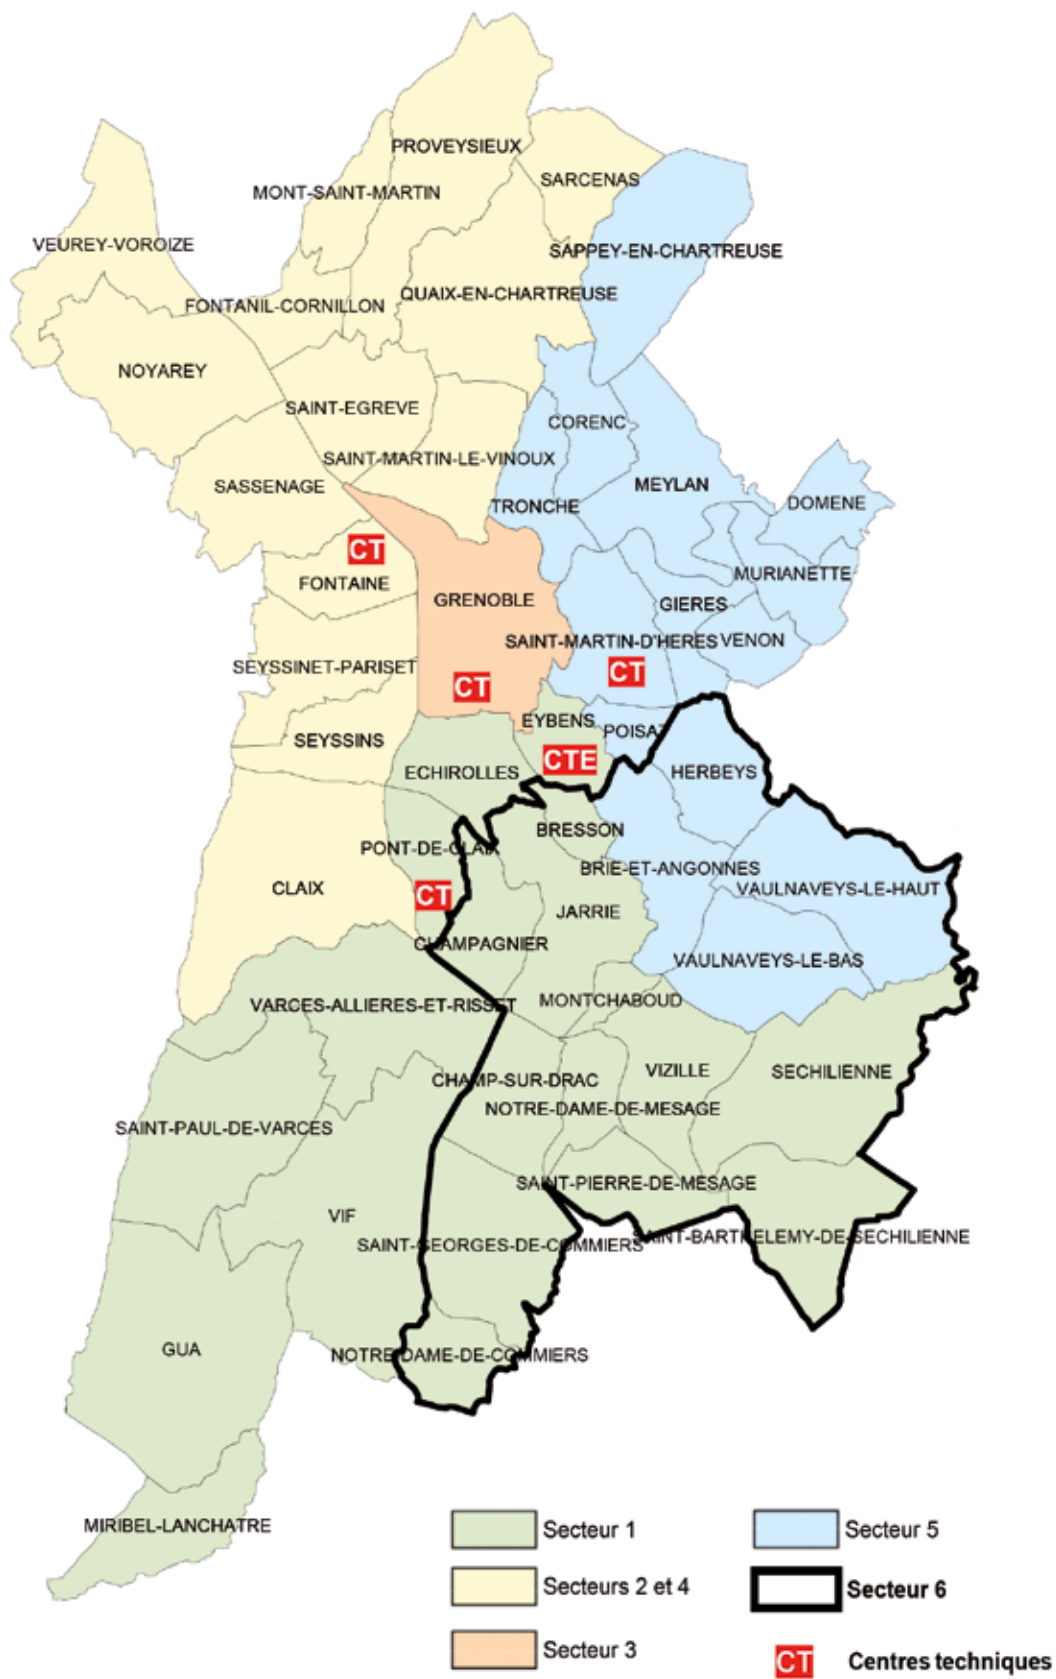 PROVEYSIEUX
SARCENAS
MONT-SAINT-MARTIN
VEUREY-VOROIZE
SAPPEY-EN-CHARTREUSE
QUAIX-EN-CHARTREUSE
FONTANIL-CORNILLON
NOYAREY
SAINT-EGREVE
CORENC
SAINT-MARTIN-LE-VINOUX
MEYLAN
SASSENAGE
TRONCHE
DOMENE
CT
FONTAINE
MURIANETTE
GRENOBLE
GIERES
SAINT-MARTIN-D'HERES
VENON
SEYSSINET-PARISET
CT
CT
EYBENS
POISAT
SEYSSINS
CTE
ECHIROLLES
HERBEYS
BRESSON
PONT-DE-CLAIX
BRIE-ET-ANGONNES
CLAIX
VAULNAVEYS-LE-HAUT
CT
JARRIE
CHAMPAGNIER
VAULNAVEYS-LE-BAS
MONTCHABOUD
VARCES-ALLIERES-ET-RISSET
VIZILLE
SECHILIENNE
CHAMP-SUR-DRAC
NOTRE-DAME-DE-MESAGE
SAINT-PAUL-DE-VARCES
SAINT-PIERRE-DE-MESAGE
VIF
SAINT-BARTHELEMY-DE-SECHILIENNE
SAINT-GEORGES-DE-COMMIERS
GUA
NOTRE-DAME-DE-COMMIERS
MIRIBEL-LANCHATRE
Secteur 1
Secteur 5
Secteurs 2 et 4
Secteur 6
Secteur 3
CT Centres techniques